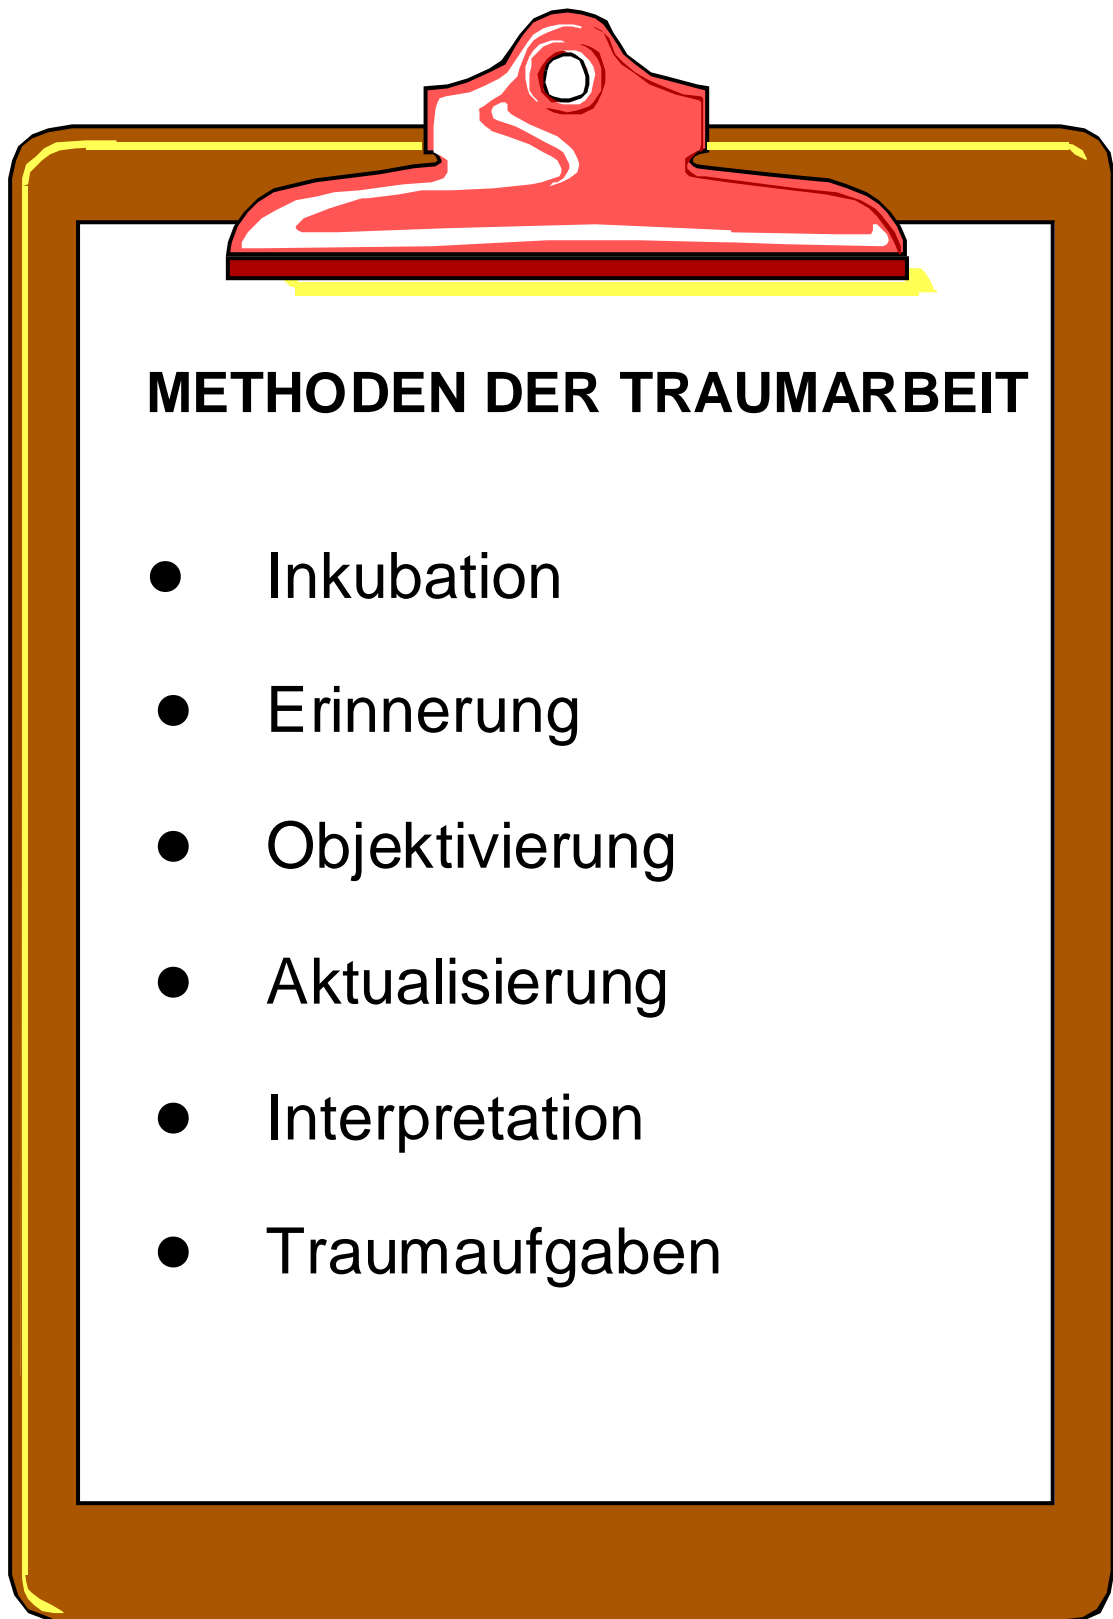 METHODEN DER TRAUMARBEIT
● Inkubation
● Erinnerung
● Objektivierung
● Aktualisierung
● Interpretation
● Traumaufgaben